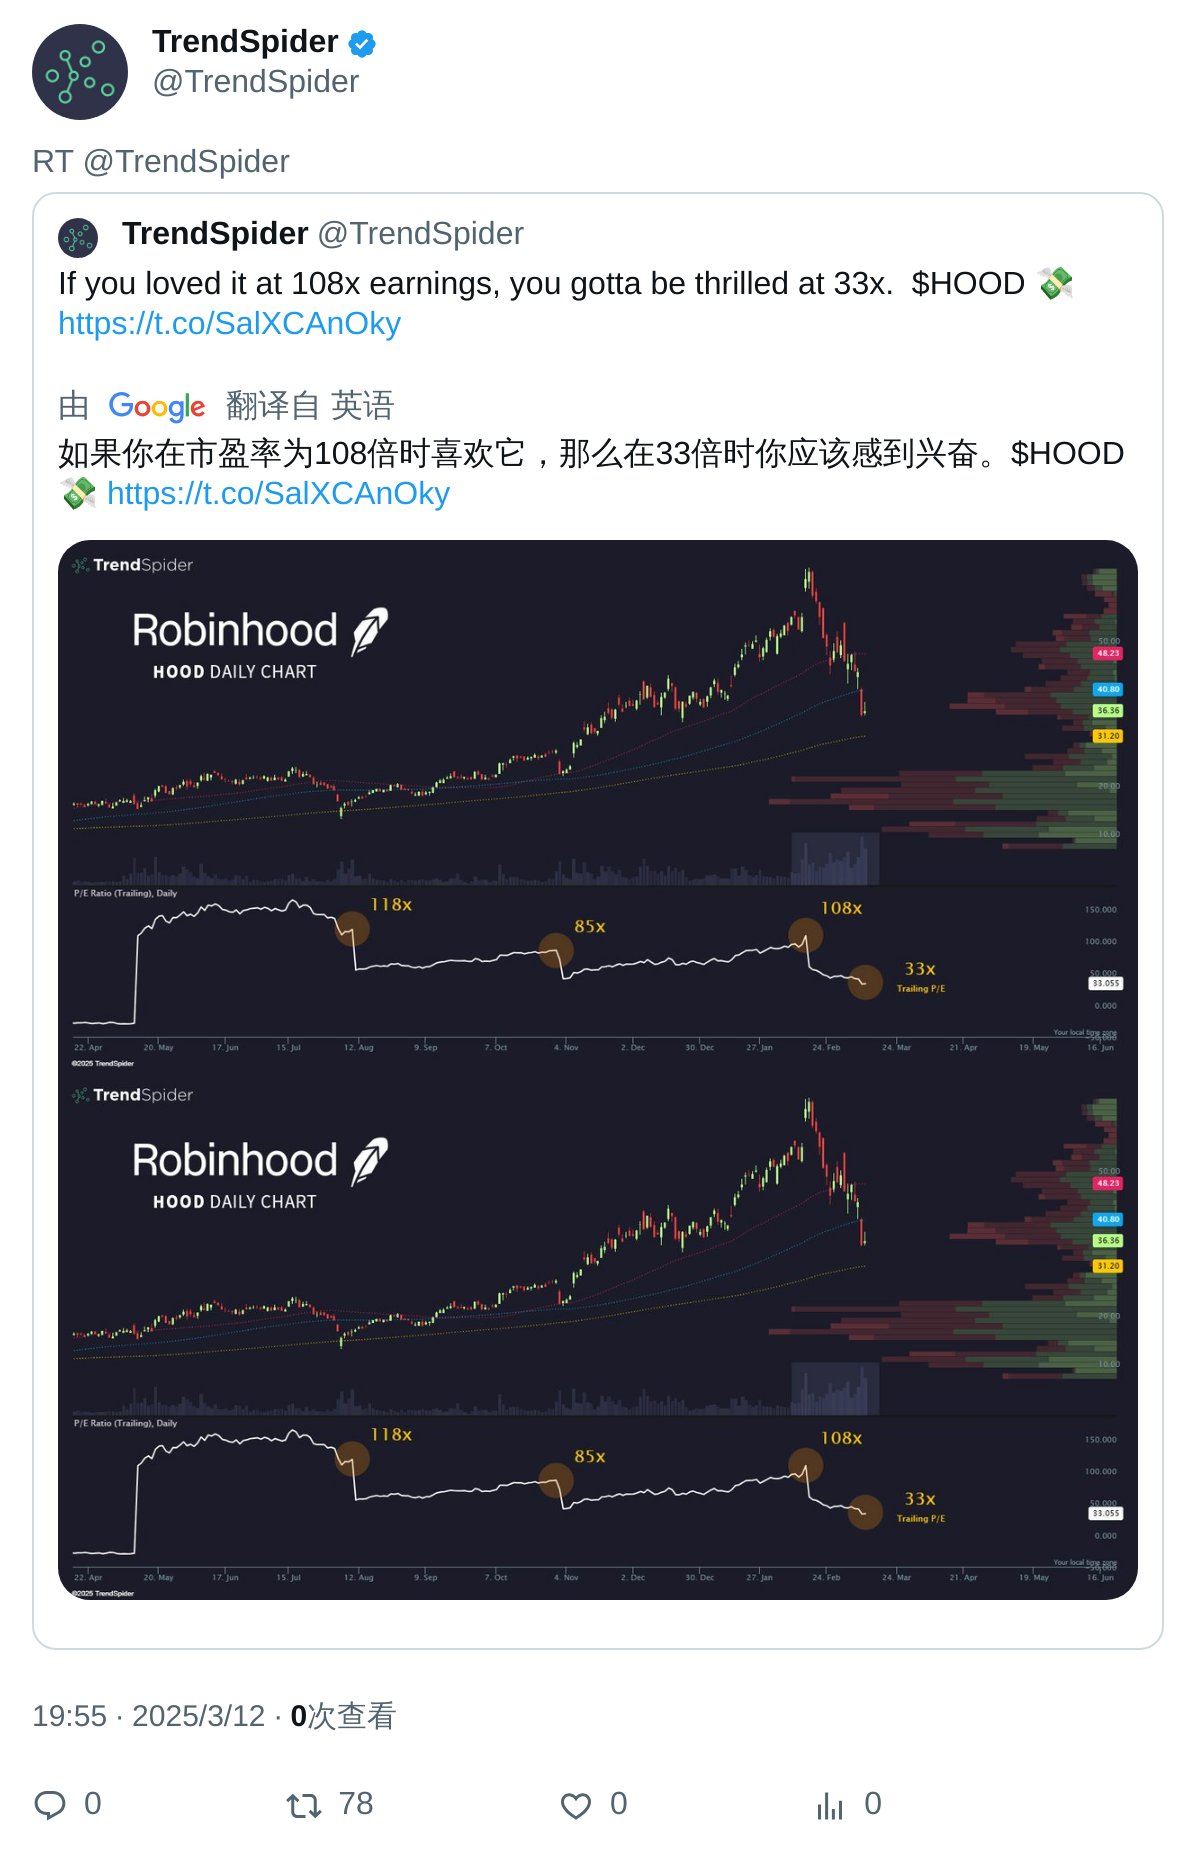 TrendSpider
@TrendSpider
RT @TrendSpider
TrendSpider @TrendSpider
If you loved it at 108x earnings, you gotta be thrilled at 33x.  $HOOD 💸
https://t.co/SalXCAnOky
由 Google 翻译自 英语
如果你在市盈率为108倍时喜欢它，那么在33倍时你应该感到兴奋。$HOOD
💸 https://t.co/SalXCAnOky
TrendSpider
Robinhood
HOOD DAILY CHART
50.00
48.23
40.80
36.36
31.20
20.00
10.00
P/E Ratio (Trailing), Daily
118x
85x
108x
33x
Trailing P/E
150.000
100.000
50.000
33.055
0.000
Your local time zone
-50.000
22. Apr 20. May 17. Jun 15. Jul 12. Aug 9. Sep 7. Oct 4. Nov 2. Dec 30. Dec 27. Jan 24. Feb 24. Mar 21. Apr 19. May 16. Jun
©2025 TrendSpider
TrendSpider
Robinhood
HOOD DAILY CHART
50.00
48.23
40.80
36.36
31.20
20.00
10.00
P/E Ratio (Trailing), Daily
118x
85x
108x
33x
Trailing P/E
150.000
100.000
50.000
33.055
0.000
Your local time zone
-50.000
22. Apr 20. May 17. Jun 15. Jul 12. Aug 9. Sep 7. Oct 4. Nov 2. Dec 30. Dec 27. Jan 24. Feb 24. Mar 21. Apr 19. May 16. Jun
©2025 TrendSpider
19:55 · 2025/3/12 · 0次查看
0 78 0 0